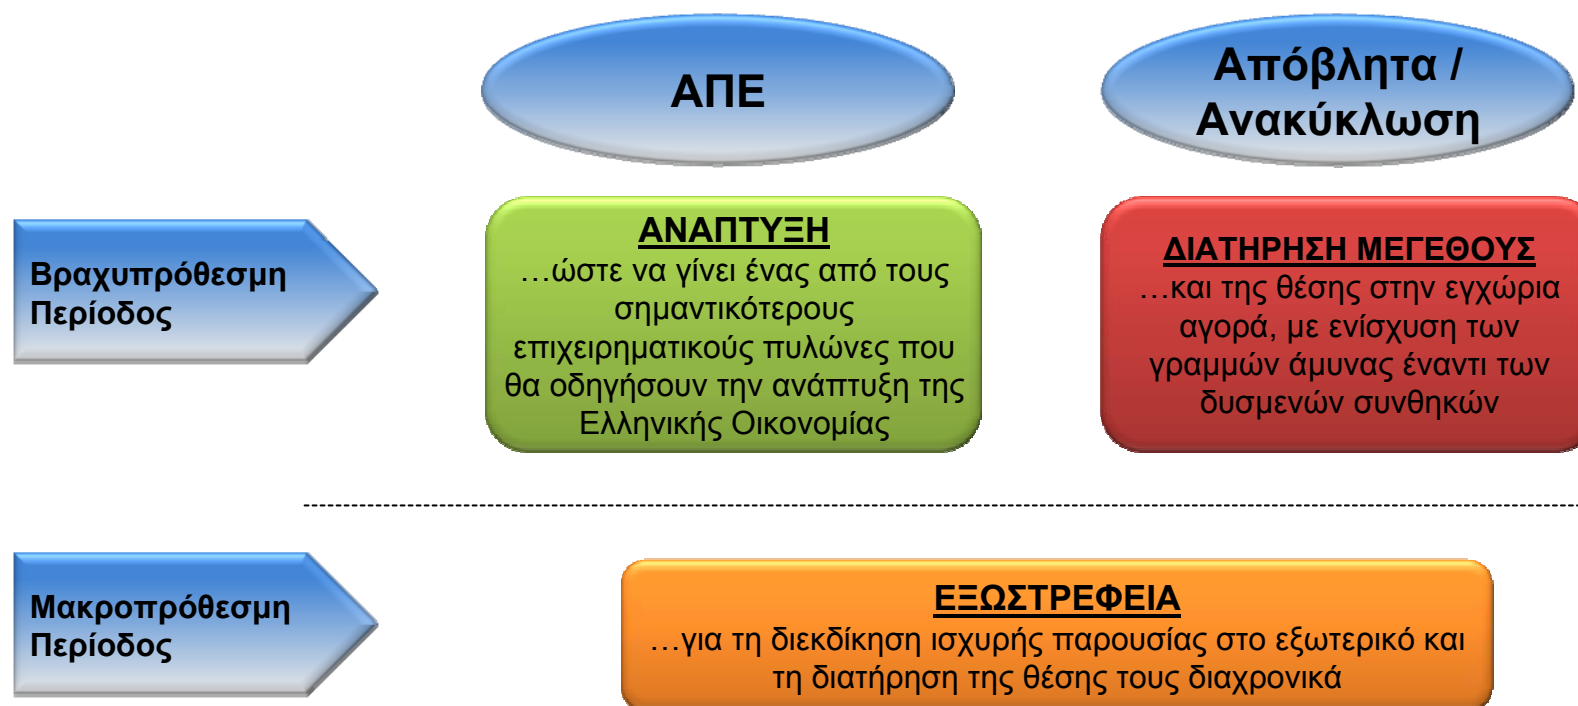 ΑΠΕ
Απόβλητα /
Ανακύκλωση
Βραχυπρόθεσμη
Περίοδος
ΑΝΑΠΤΥΞΗ
…ώστε να γίνει ένας από τους
σημαντικότερους
επιχειρηματικούς πυλώνες που
θα οδηγήσουν την ανάπτυξη της
Ελληνικής Οικονομίας
ΔΙΑΤΗΡΗΣΗ ΜΕΓΕΘΟΥΣ
…και της θέσης στην εγχώρια
αγορά, με ενίσχυση των
γραμμών άμυνας έναντι των
δυσμενών συνθηκών
Μακροπρόθεσμη
Περίοδος
ΕΞΩΣΤΡΕΦΕΙΑ
…για τη διεκδίκηση ισχυρής παρουσίας στο εξωτερικό και
τη διατήρηση της θέσης τους διαχρονικά